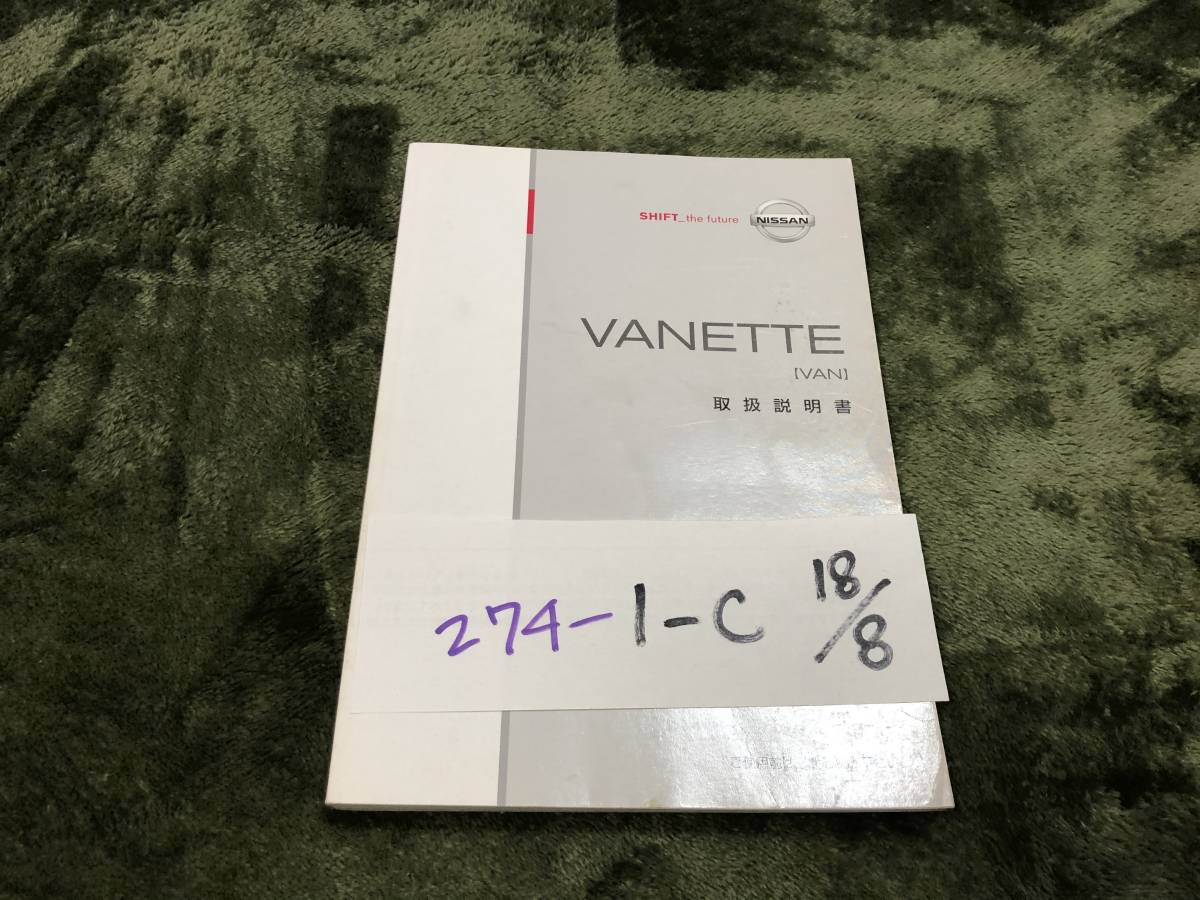 SHIFT_the future NISSAN
VANETTE
【VAN】
取扱説明書
274-1-C 18/8